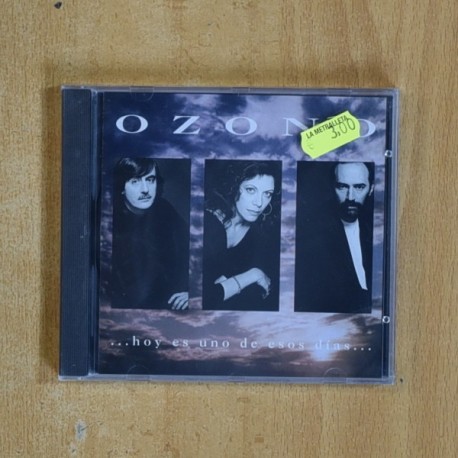 OZONO
LA METRALLETA
3,00
€
...hoy es uno de esos días...